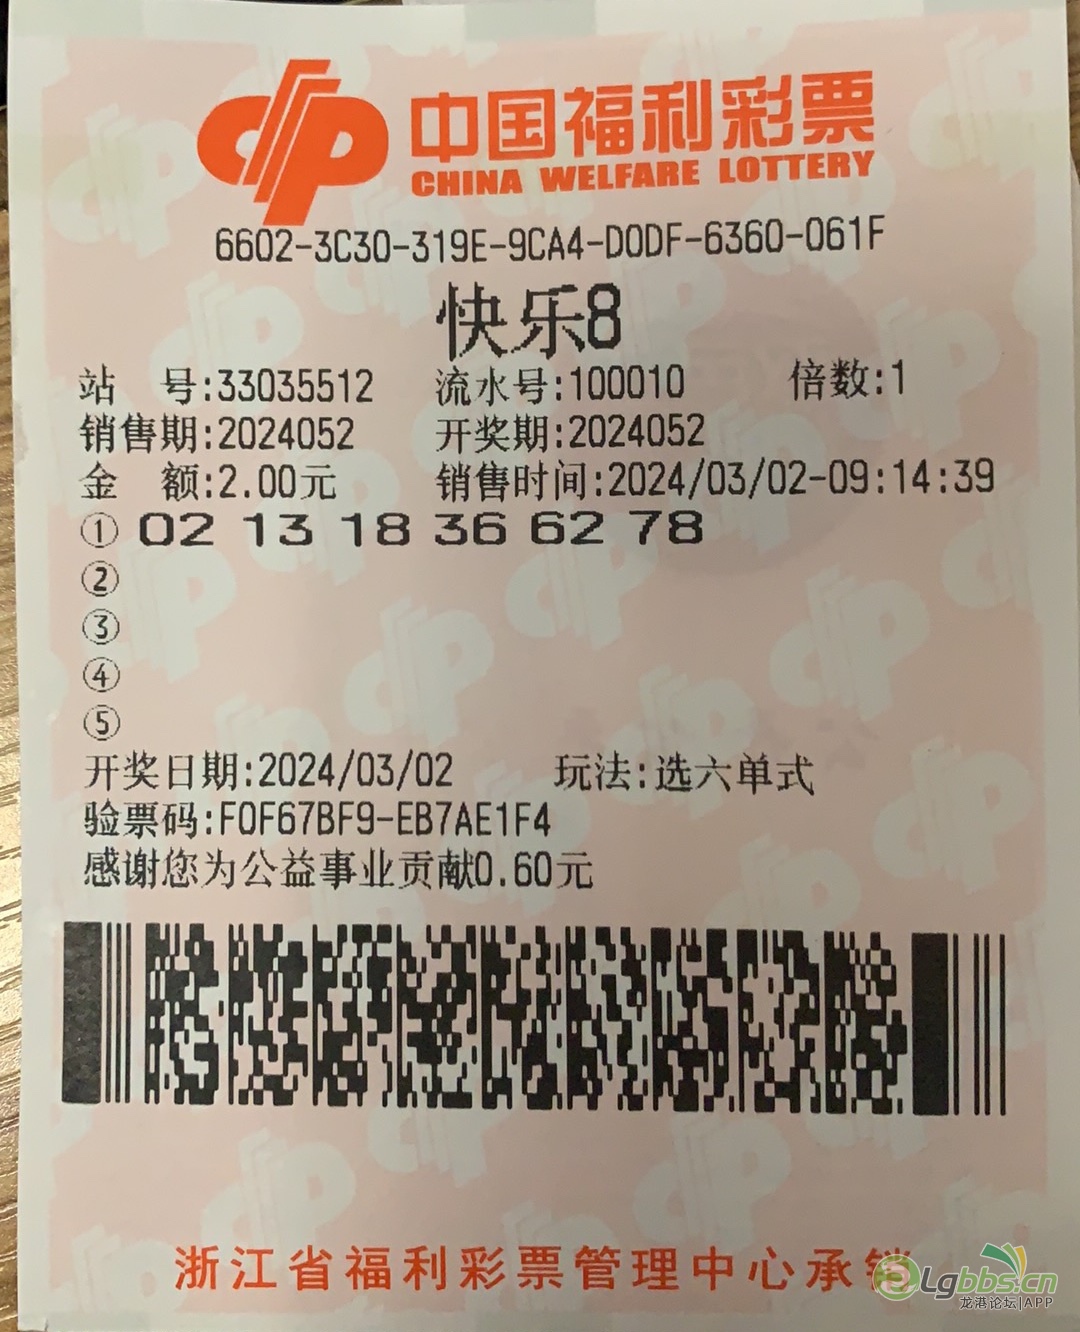 中国福利彩票
CHINA WELFARE LOTTERY
6602-3C30-319E-9CA4-D0DF-6360-061F
快乐8
站 号:33035512 流水号:100010 倍数:1
销售期:2024052 开奖期:2024052
金 额:2.00元 销售时间:2024/03/02-09:14:39
① 02 13 18 36 62 78
②
③
④
⑤
开奖日期:2024/03/02 玩法:选六单式
验票码:F0F67BF9-EB7AE1F4
感谢您为公益事业贡献0.60元
浙江省福利彩票管理中心承销
Lgbbs.cn
龙港论坛|APP